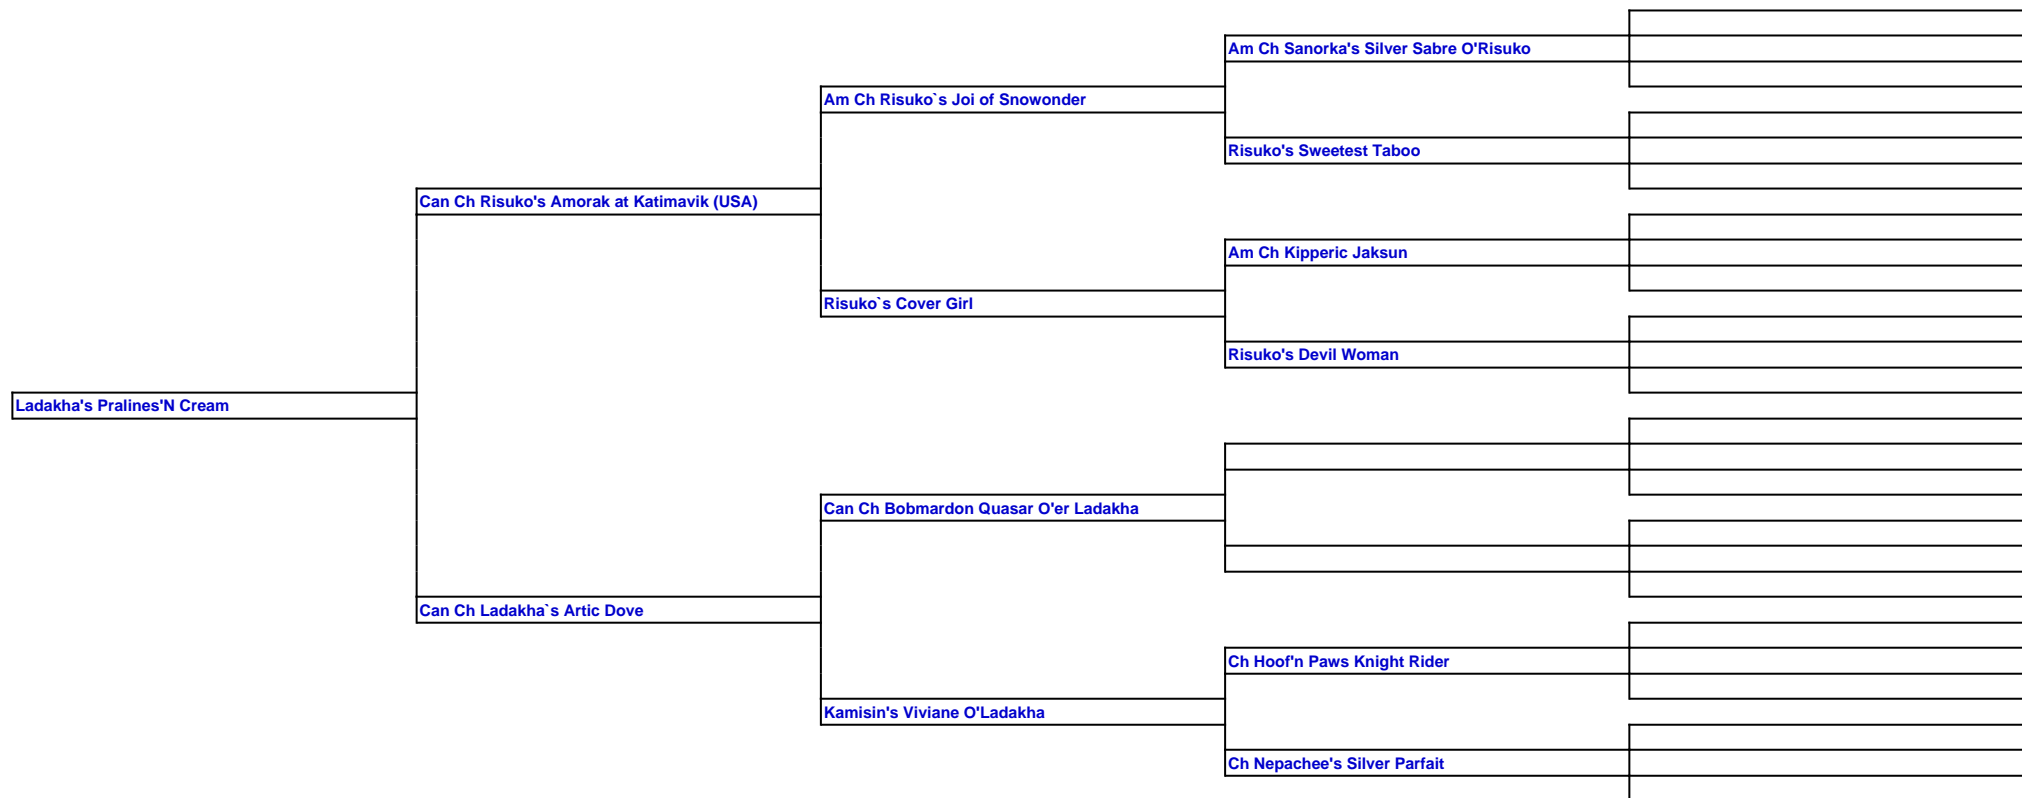 Am Ch Sanorka's Silver Sabre O'Risuko
Am Ch Risuko`s Joi of Snowonder
Risuko's Sweetest Taboo
Can Ch Risuko's Amorak at Katimavik (USA)
Am Ch Kipperic Jaksun
Risuko`s Cover Girl
Risuko's Devil Woman
Ladakha's Pralines'N Cream
Can Ch Bobmardon Quasar O'er Ladakha
Can Ch Ladakha`s Artic Dove
Ch Hoof'n Paws Knight Rider
Kamisin's Viviane O'Ladakha
Ch Nepachee's Silver Parfait